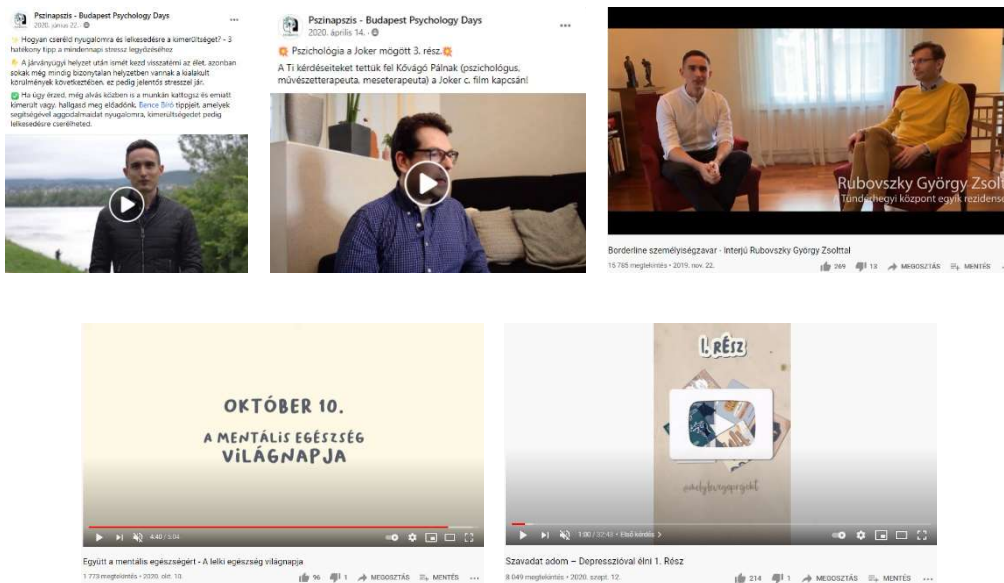 Pszinapszis - Budapest Psychology Days
2020. június 22. ·
Hogyan cseréld nyugalomra és lelkesedésre a kimerültséget? - 3
hatékony tipp a mindennapi stressz legyőzéséhez
A járványügyi helyzet után ismét kezd visszatérni az élet, azonban
sokak még mindig bizonytalan helyzetben vannak a kialakult
körülmények következtében, ez pedig jelentős stresszel jár.
Ha úgy érzed, még alvás közben is a munkán kattogsz és emiatt
kimerült vagy, hallgasd meg előadónk, Bence Bíró tippjeit, amelyek
segítségével aggodalmaidat nyugalomra, kimerültségedet pedig
lelkesedésre cserélheted.
Pszinapszis - Budapest Psychology Days
2020. április 14. ·
Pszichológia a Joker mögött 3. rész.
A Ti kérdéseiteket tettük fel Kővágó Pálnak (pszichológus,
művészetterapeuta, meseterapeuta) a Joker c. film kapcsán!
Rubovszky György Zsolt
a Tündérhegyi központ egyik rezidense
Borderline személyiségzavar - Interjú Rubovszky György Zsolttal
16 785 megtekintés • 2019. nov. 22.
269 13 MEGOSZTÁS MENTÉS
OKTÓBER 10.
A MENTÁLIS EGÉSZSÉG
VILÁGNAPJA
4:40 / 5:04
Együtt a mentális egészségért - A lelki egészség világnapja
1 773 megtekintés • 2020. okt. 10.
96 1 MEGOSZTÁS MENTÉS
1. RÉSZ
@helybuzgoprojekt
1:00 / 32:43 • Első kérdés
Szavadat adom – Depresszióval élni 1. Rész
8 049 megtekintés • 2020. szept. 12.
214 1 MEGOSZTÁS MENTÉS